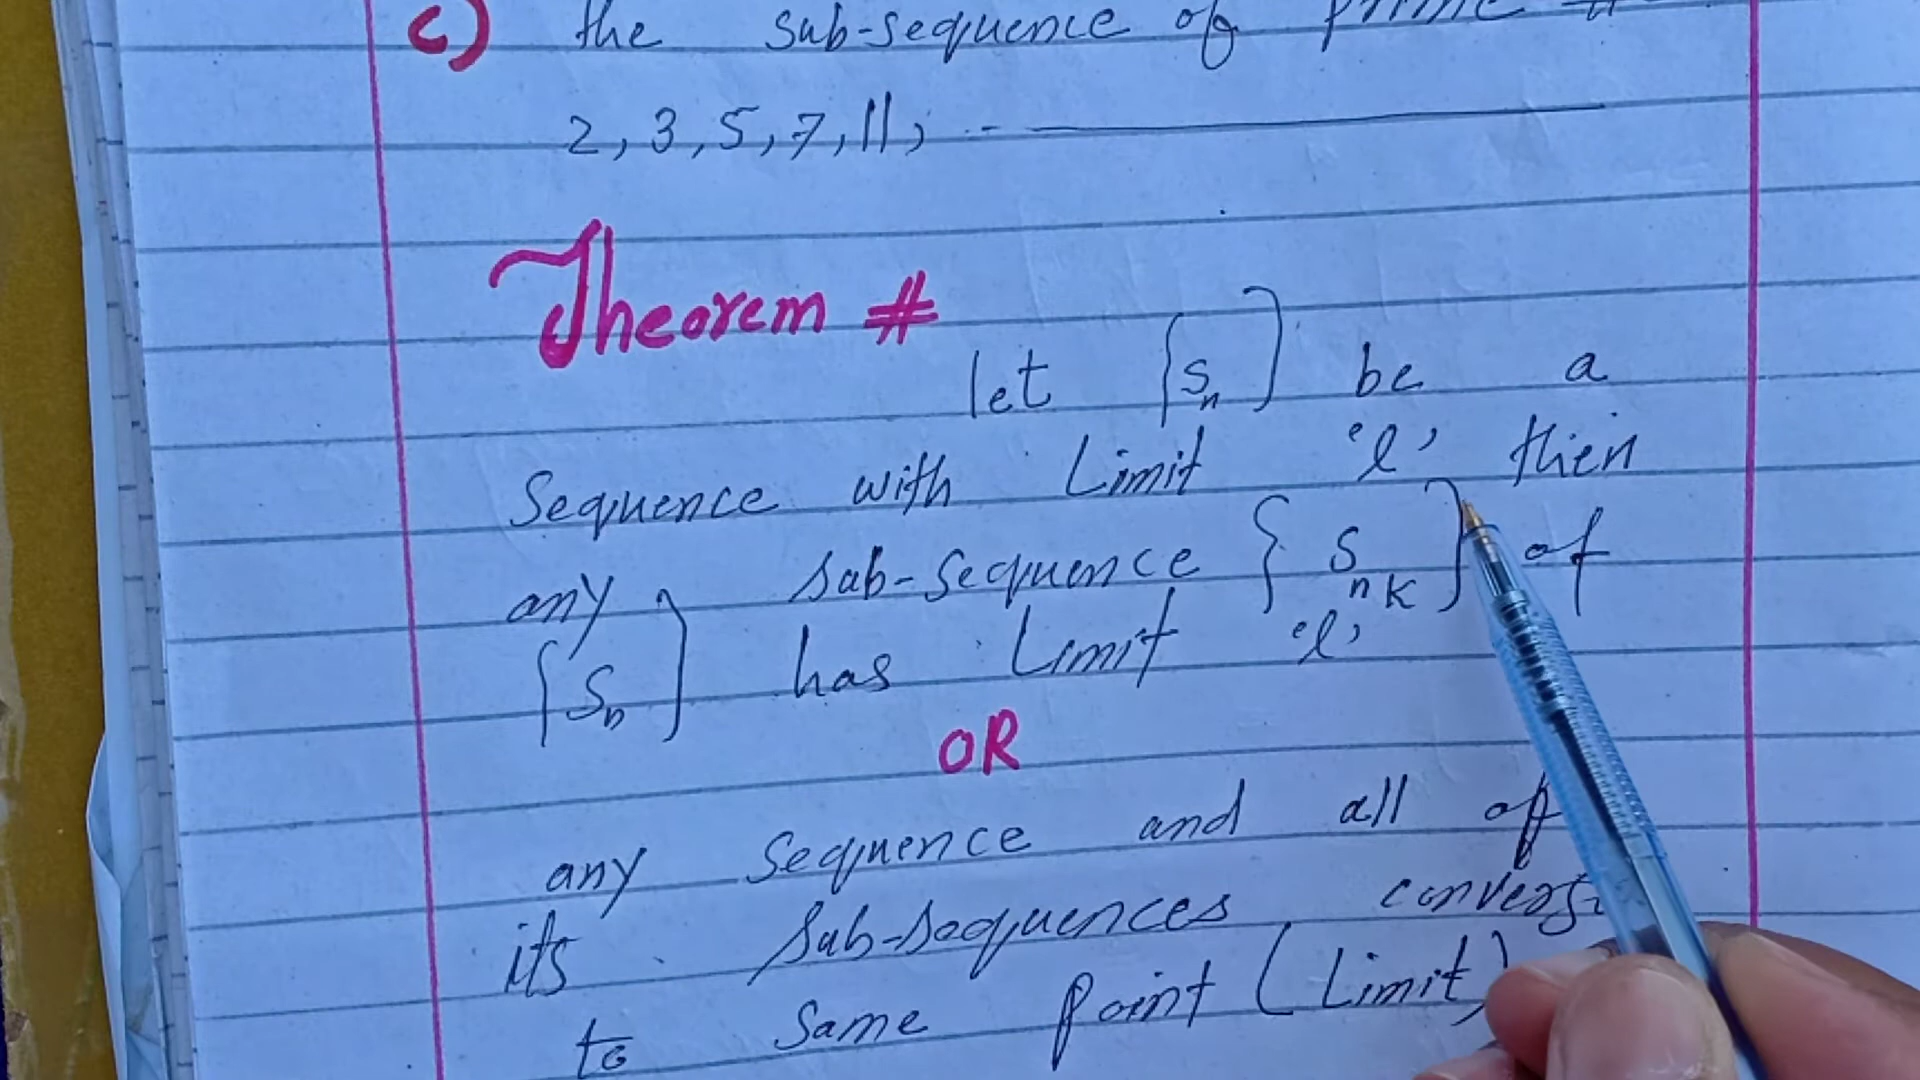 c) the sub-sequence of prime #
2, 3, 5, 7, 11, - ————
Theorem #
let {Sn} be a
Sequence with Limit 'l' then
any sub-sequence {Snk} of
{Sn} has Limit 'l'
OR
any Sequence and all of
its sub-sequences converg
to same point (Limit)